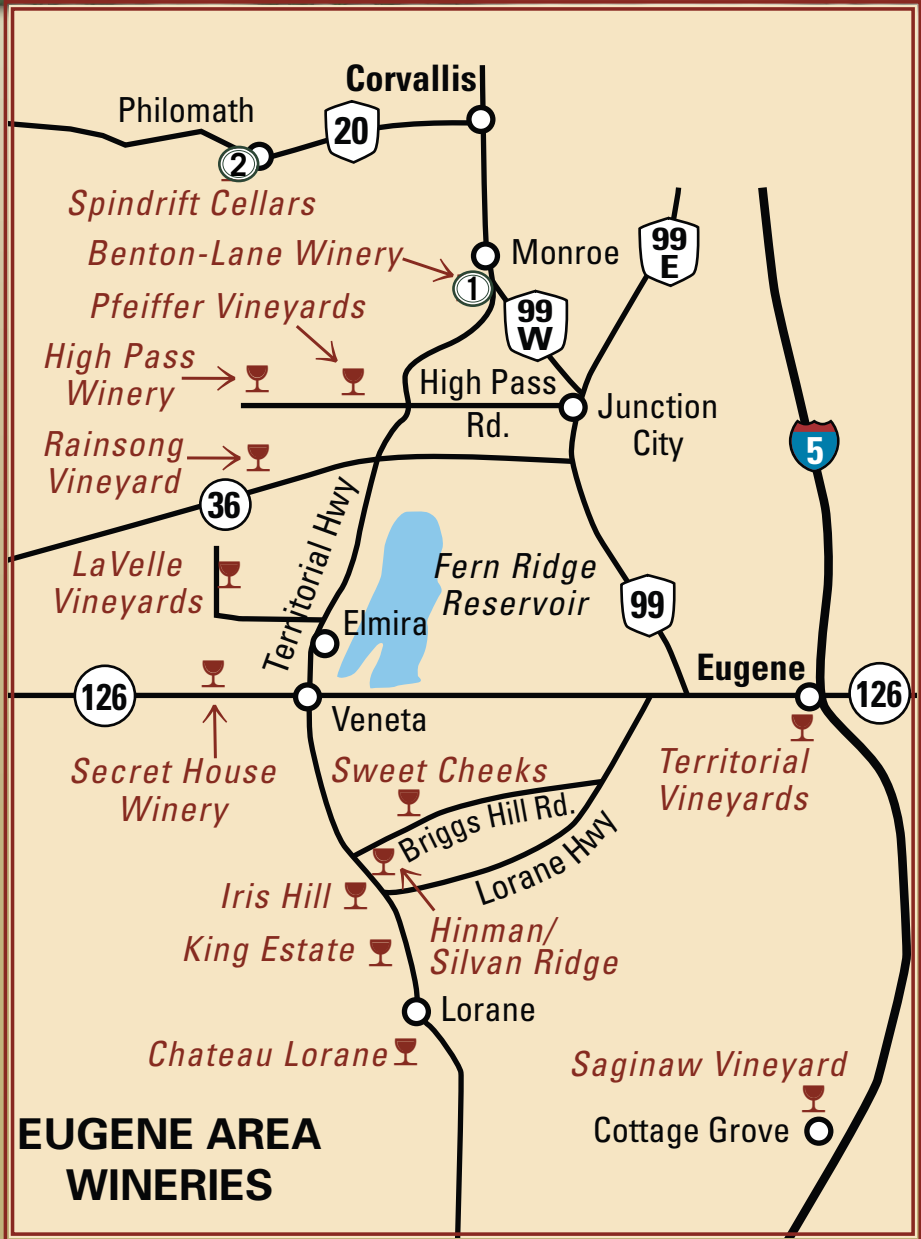 Corvallis
Philomath
20
2
Spindrift Cellars
Benton-Lane Winery
Monroe
99
E
1
Pfeiffer Vineyards
99
W
High Pass
Winery
High Pass
Rd.
Junction
City
Rainsong
Vineyard
5
36
Territorial Hwy
LaVelle
Vineyards
Fern Ridge
Reservoir
99
Elmira
Eugene
126
126
Veneta
Secret House
Winery
Sweet Cheeks
Territorial
Vineyards
Briggs Hill Rd.
Lorane Hwy
Iris Hill
Hinman/
Silvan Ridge
King Estate
Lorane
Chateau Lorane
Saginaw Vineyard
Cottage Grove
EUGENE AREA
WINERIES